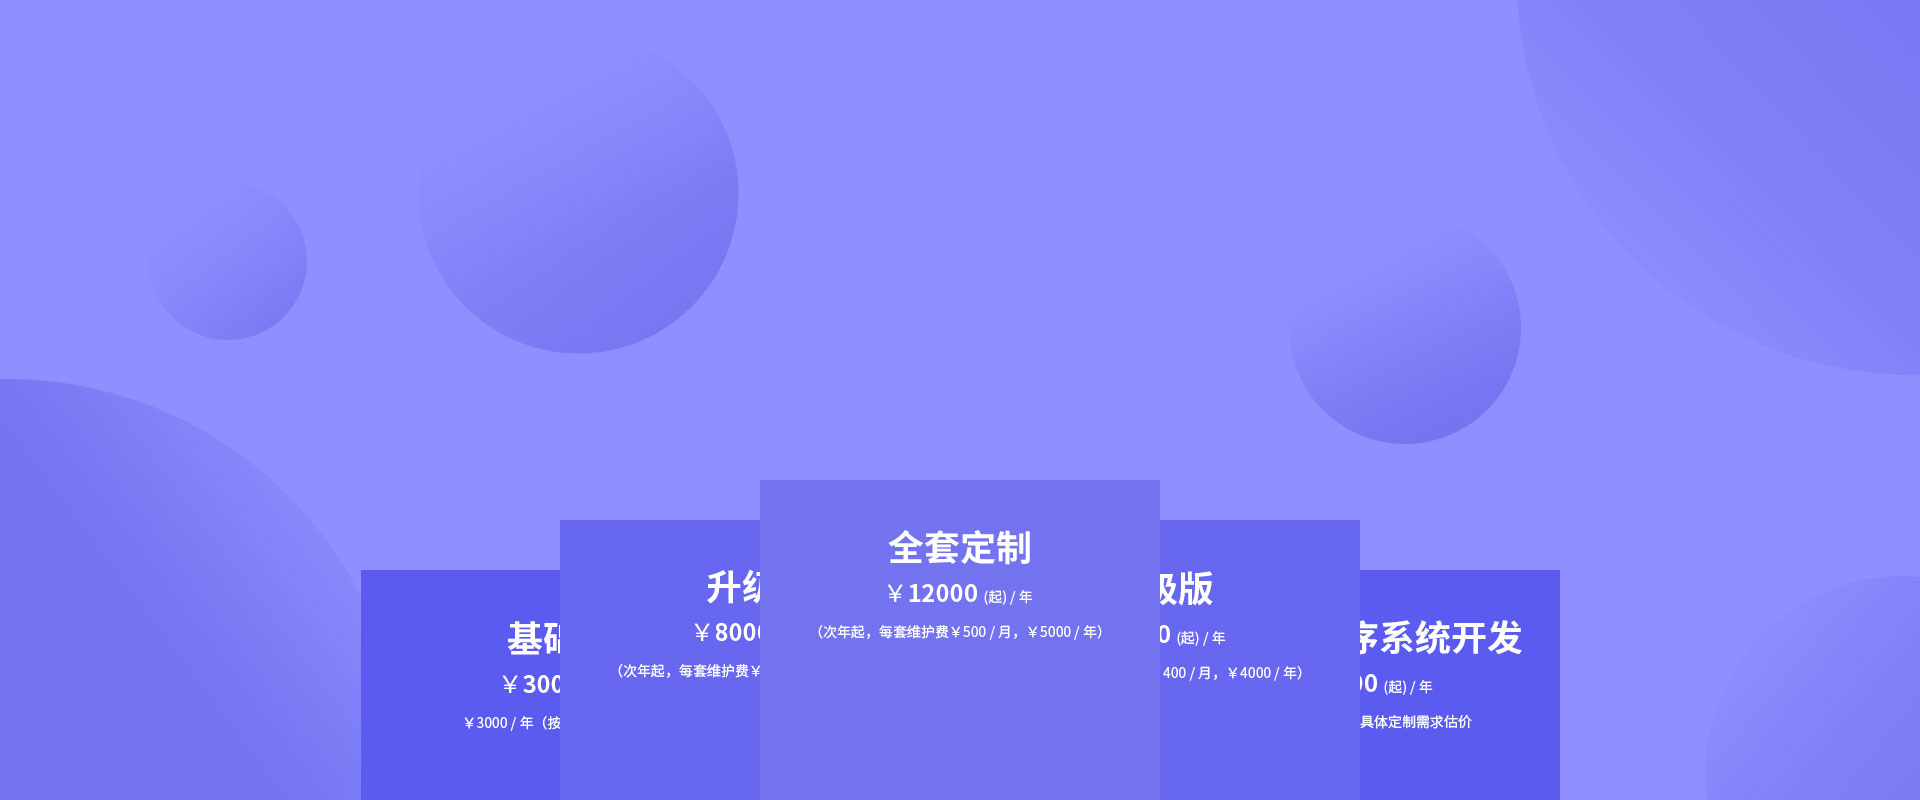 全套定制
￥12000 (起) / 年
（次年起，每套维护费￥500 / 月，￥5000 / 年）
升
￥800
（次年起，每套维护费￥
级版
0 (起) / 年
400 / 月，￥4000 / 年）
基
￥300
￥3000 / 年（按
序系统开发
00 (起) / 年
具体定制需求估价